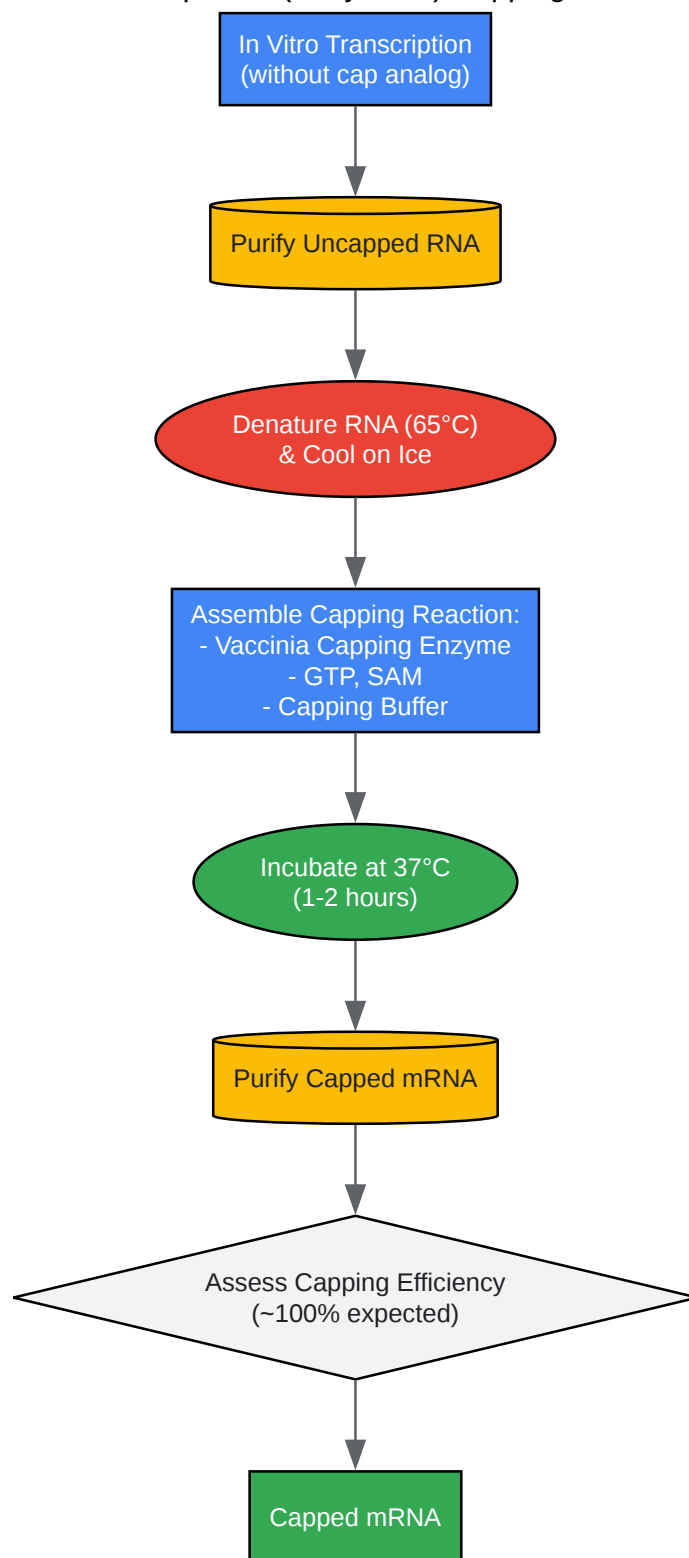 In Vitro Transcription
(without cap analog)
Purify Uncapped RNA
Denature RNA (65°C)
& Cool on Ice
Assemble Capping Reaction:
- Vaccinia Capping Enzyme
- GTP, SAM
- Capping Buffer
Incubate at 37°C
(1-2 hours)
Purify Capped mRNA
Assess Capping Efficiency
(~100% expected)
Capped mRNA